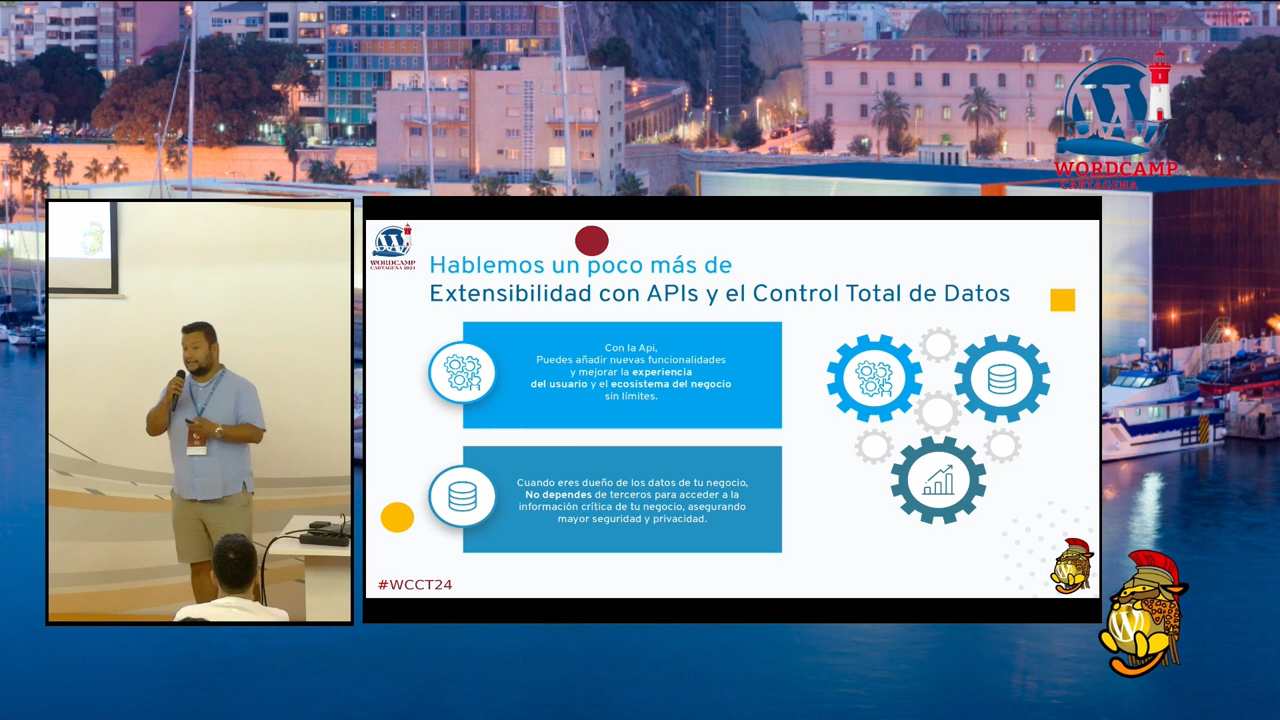 WORDCAMP
CARTAGENA
WORDCAMP
CARTAGENA 2023
Hablemos un poco más de
Extensibilidad con APIs y el Control Total de Datos
Con la Api,
Puedes añadir nuevas funcionalidades
y mejorar la experiencia
del usuario y el ecosistema del negocio
sin límites.
Cuando eres dueño de los datos de tu negocio,
No dependes de terceros para acceder a la
información crítica de tu negocio, asegurando
mayor seguridad y privacidad.
#WCCT24